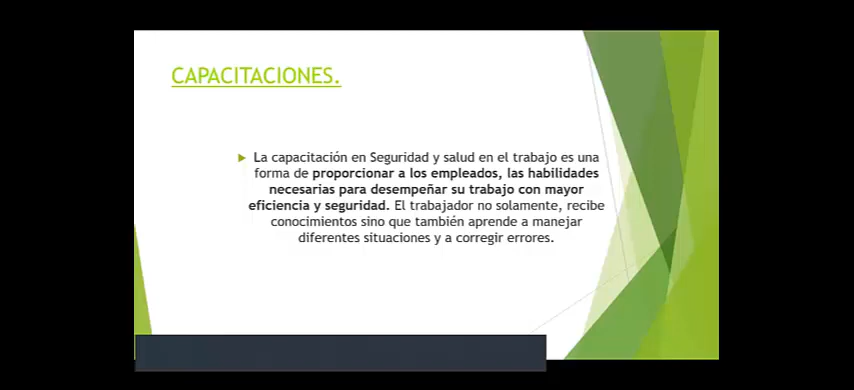 CAPACITACIONES.
La capacitación en Seguridad y salud en el trabajo es una
forma de proporcionar a los empleados, las habilidades
necesarias para desempeñar su trabajo con mayor
eficiencia y seguridad. El trabajador no solamente, recibe
conocimientos sino que también aprende a manejar
diferentes situaciones y a corregir errores.